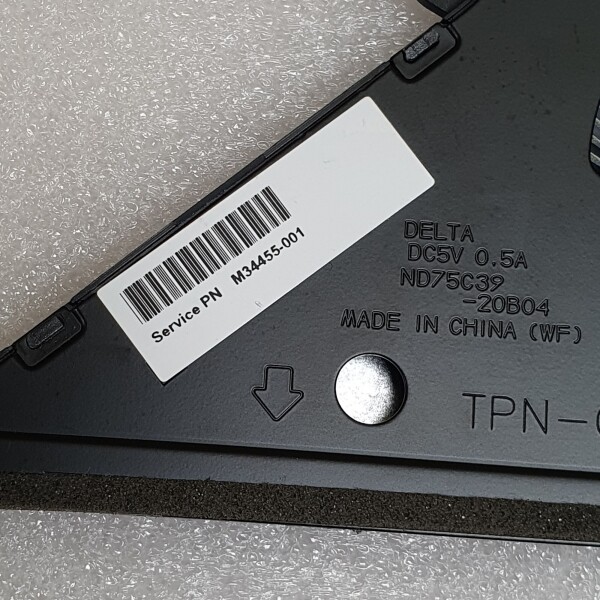 Service PN M34455-001
DELTA
DC5V 0.5A
ND75C39
-20B04
MADE IN CHINA (WF)
TPN-